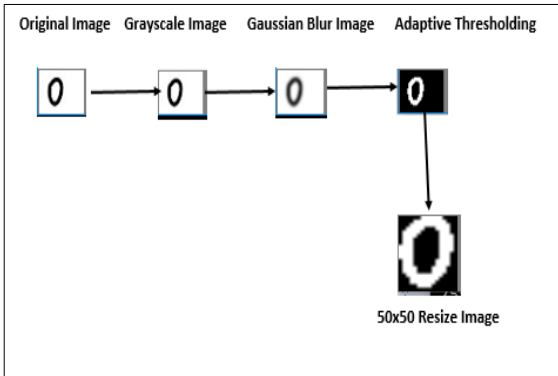 Original Image Grayscale Image Gaussian Blur Image Adaptive Thresholding
0 0 0 0
0
50x50 Resize Image